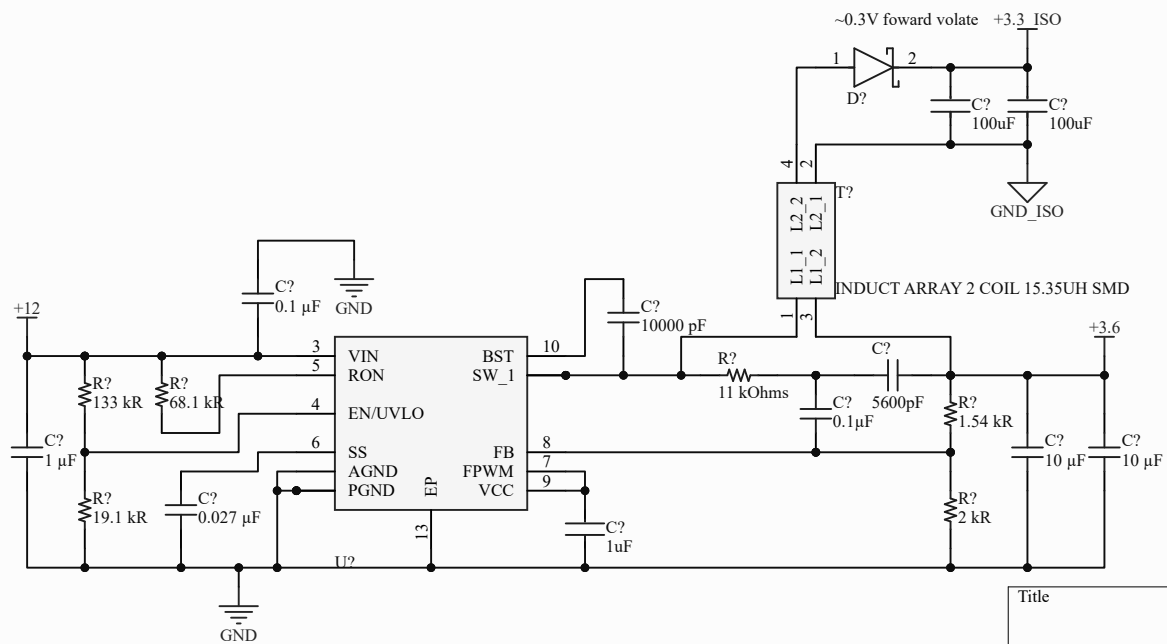 ~0.3V foward volate
+3.3_ISO
1
2
D?
C?
100uF
C?
100uF
4
2
T?
GND_ISO
L2_2
L2_1
L1_1
L1_2
INDUCT ARRAY 2 COIL 15.35UH SMD
1
3
C?
0.1 µF
GND
+12
C?
10000 pF
+3.6
3
VIN
BST
10
5
RON
SW_1
R?
133 kR
R?
68.1 kR
R?
11 kOhms
C?
5600pF
4
EN/UVLO
C?
0.1µF
R?
1.54 kR
C?
1 µF
6
SS
FB
8
AGND
FPWM
7
PGND
VCC
9
EP
13
C?
10 µF
C?
10 µF
R?
19.1 kR
C?
0.027 µF
C?
1uF
R?
2 kR
U?
GND
Title